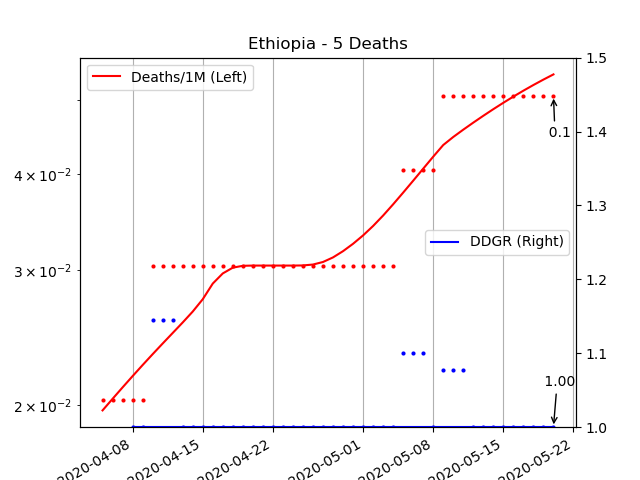 Ethiopia - 5 Deaths
Deaths/1M (Left)
DDGR (Right)
0.1
1.00
4 × 10⁻²
3 × 10⁻²
2 × 10⁻²
1.5
1.4
1.3
1.2
1.1
1.0
2020-04-08
2020-04-15
2020-04-22
2020-05-01
2020-05-08
2020-05-15
2020-05-22